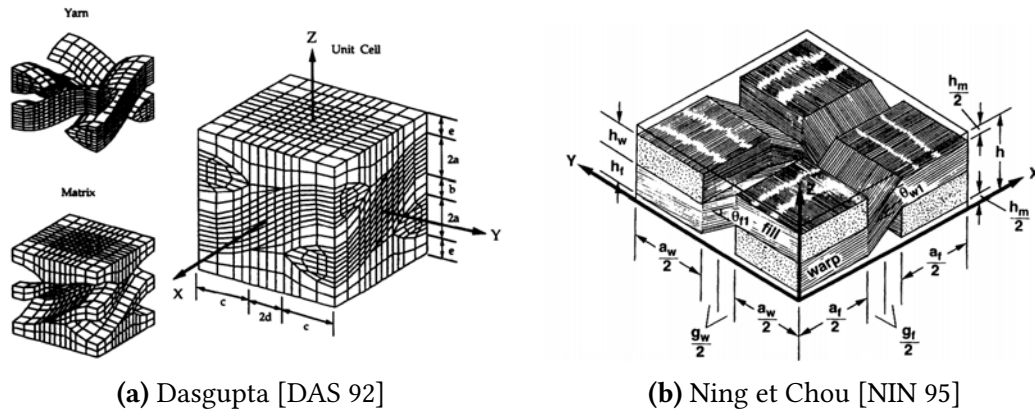 Yarn
Matrix
Z
Unit Cell
e
2a
b
2a
e
Y
X
c
2d
c
(a) Dasgupta [DAS 92]
h_m/2
h_w
h
h_f
Y
X
Z
θ_w1
θ_f1
fill
warp
h_m/2
a_w/2
a_f/2
a_w/2
a_f/2
g_w/2
g_f/2
(b) Ning et Chou [NIN 95]